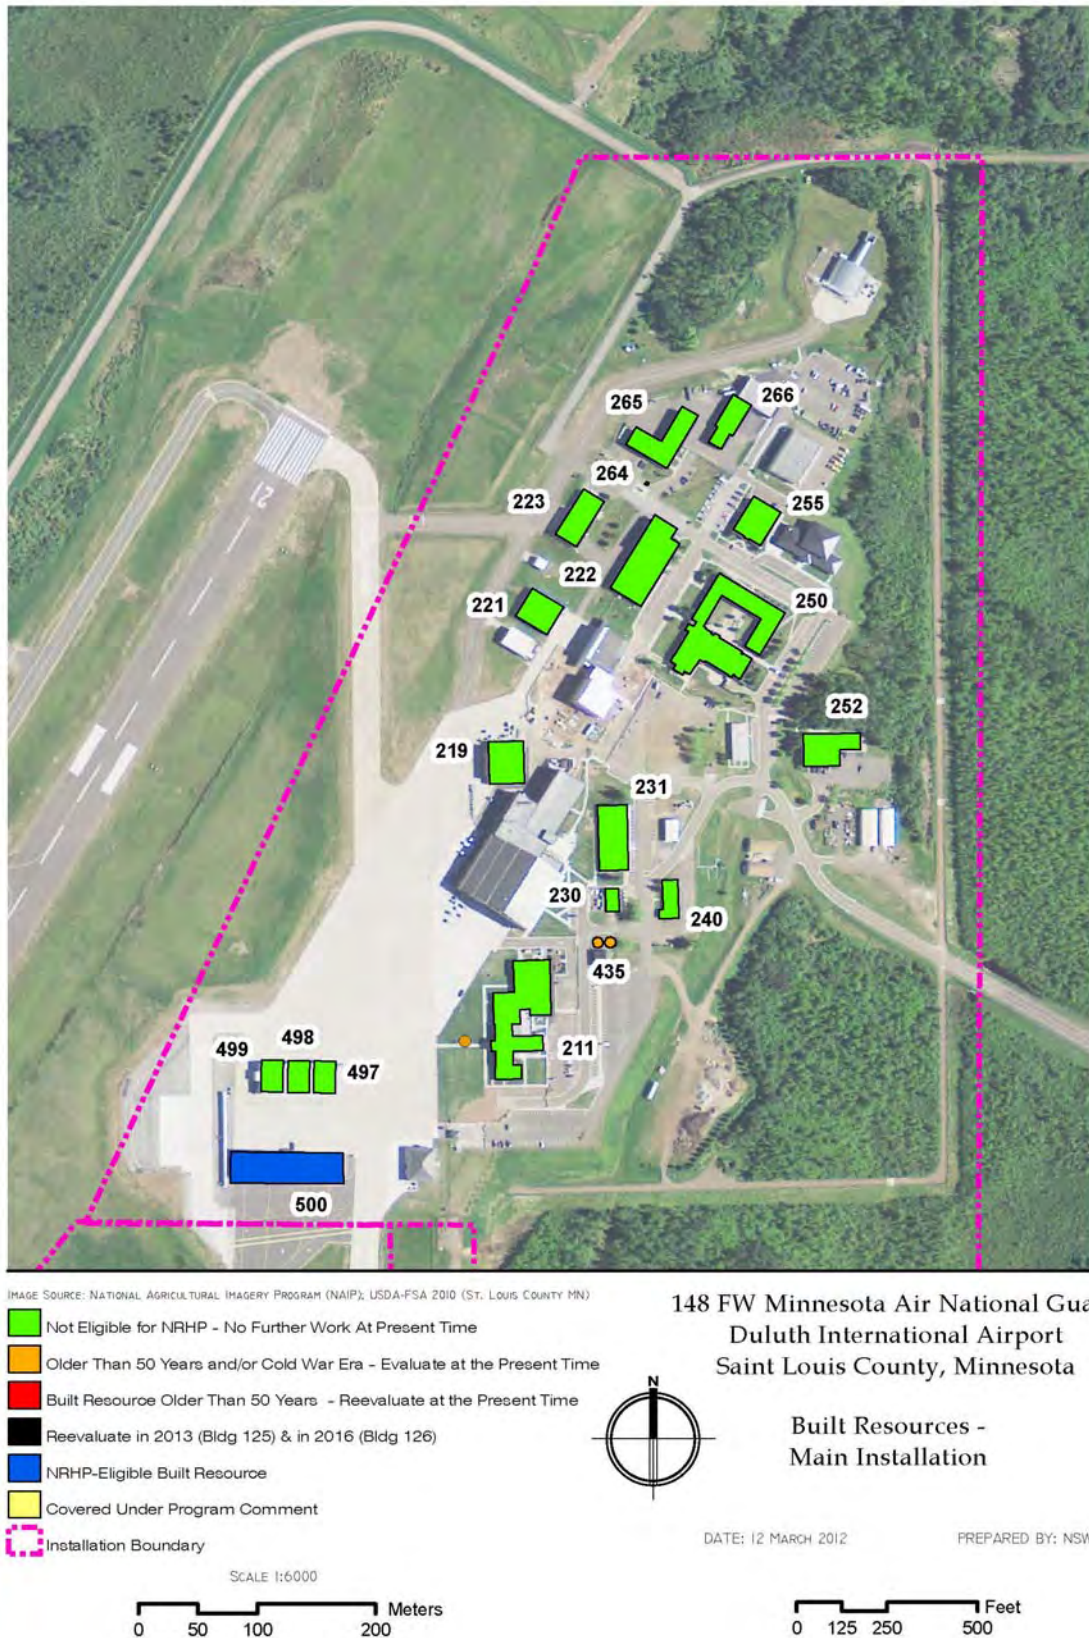 266
265
264
223
255
222
221
250
252
219
231
230
240
435
498
499
497
211
500
21
IMAGE SOURCE: NATIONAL AGRICULTURAL IMAGERY PROGRAM (NAIP); USDA-FSA 2010 (ST. LOUIS COUNTY MN)
Not Eligible for NRHP - No Further Work At Present Time
Older Than 50 Years and/or Cold War Era - Evaluate at the Present Time
Built Resource Older Than 50 Years - Reevaluate at the Present Time
Reevaluate in 2013 (Bldg 125) & in 2016 (Bldg 126)
NRHP-Eligible Built Resource
Covered Under Program Comment
Installation Boundary
SCALE 1:6000
0 50 100 200 Meters
148 FW Minnesota Air National Gua
Duluth International Airport
Saint Louis County, Minnesota
N
Built Resources -
Main Installation
DATE: 12 MARCH 2012 PREPARED BY: NSW
0 125 250 500 Feet